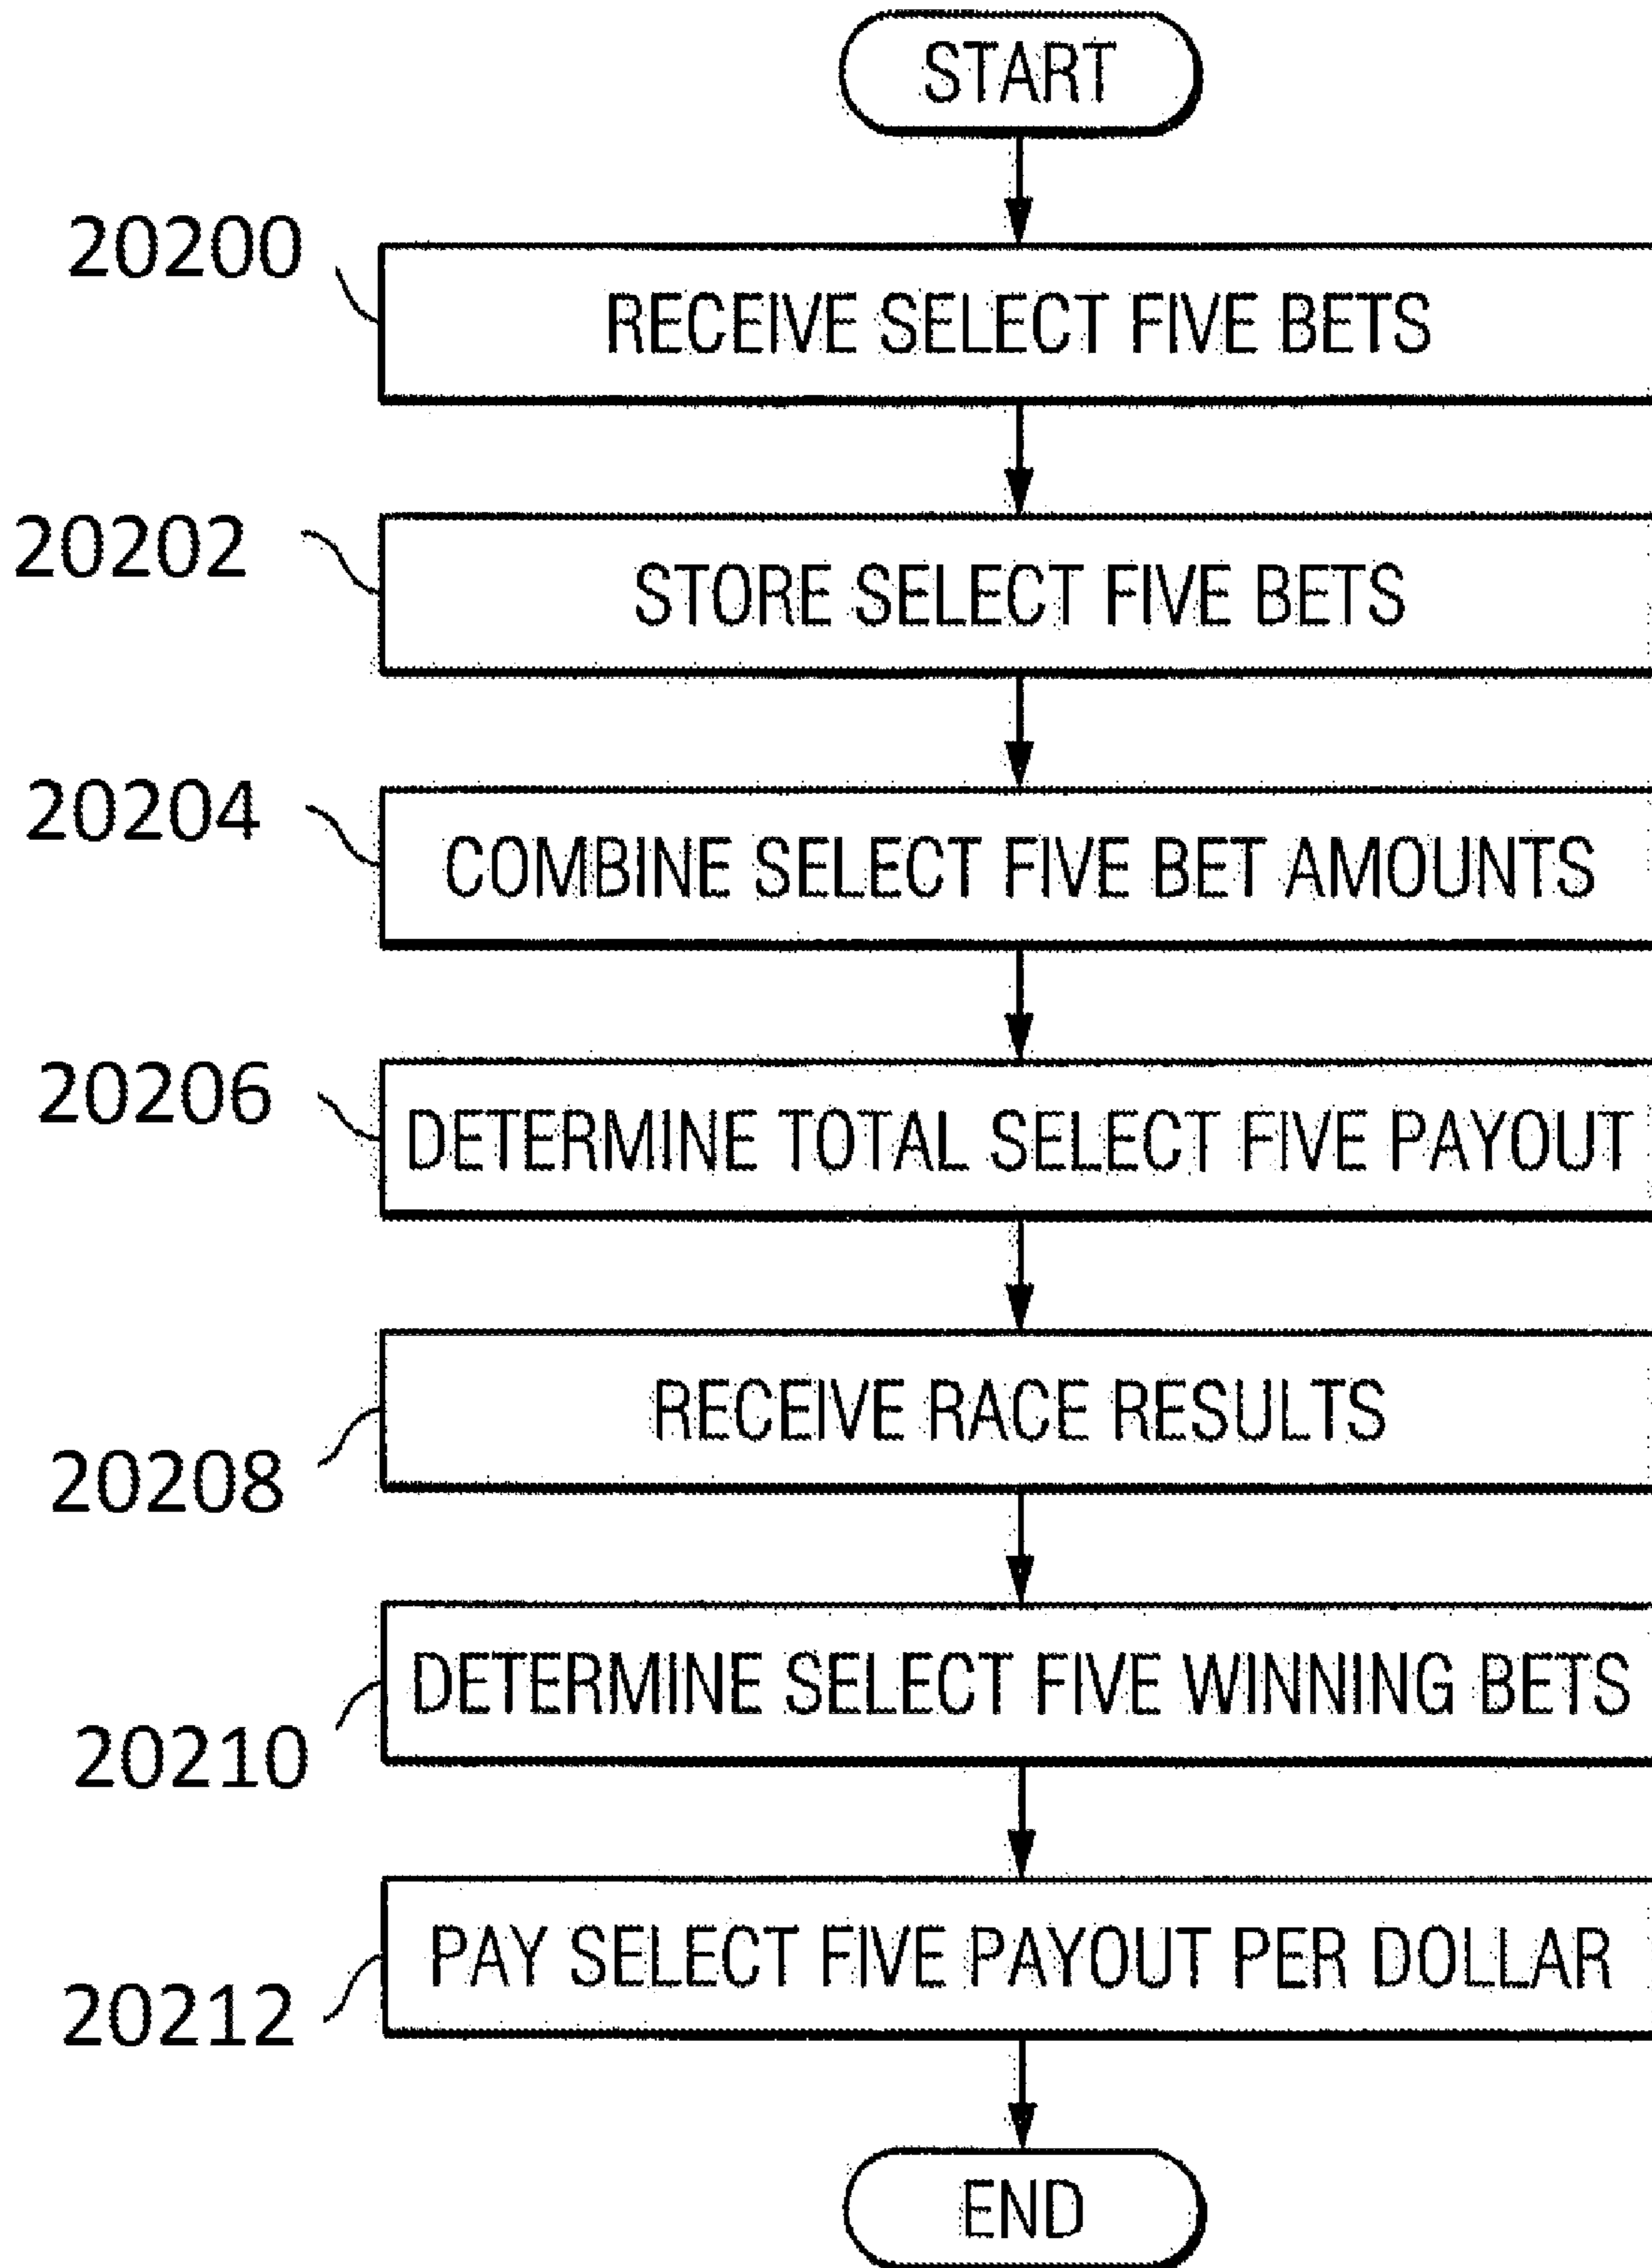 START
20200
RECEIVE SELECT FIVE BETS
20202
STORE SELECT FIVE BETS
20204
COMBINE SELECT FIVE BET AMOUNTS
20206
DETERMINE TOTAL SELECT FIVE PAYOUT
20208
RECEIVE RACE RESULTS
20210
DETERMINE SELECT FIVE WINNING BETS
20212
PAY SELECT FIVE PAYOUT PER DOLLAR
END